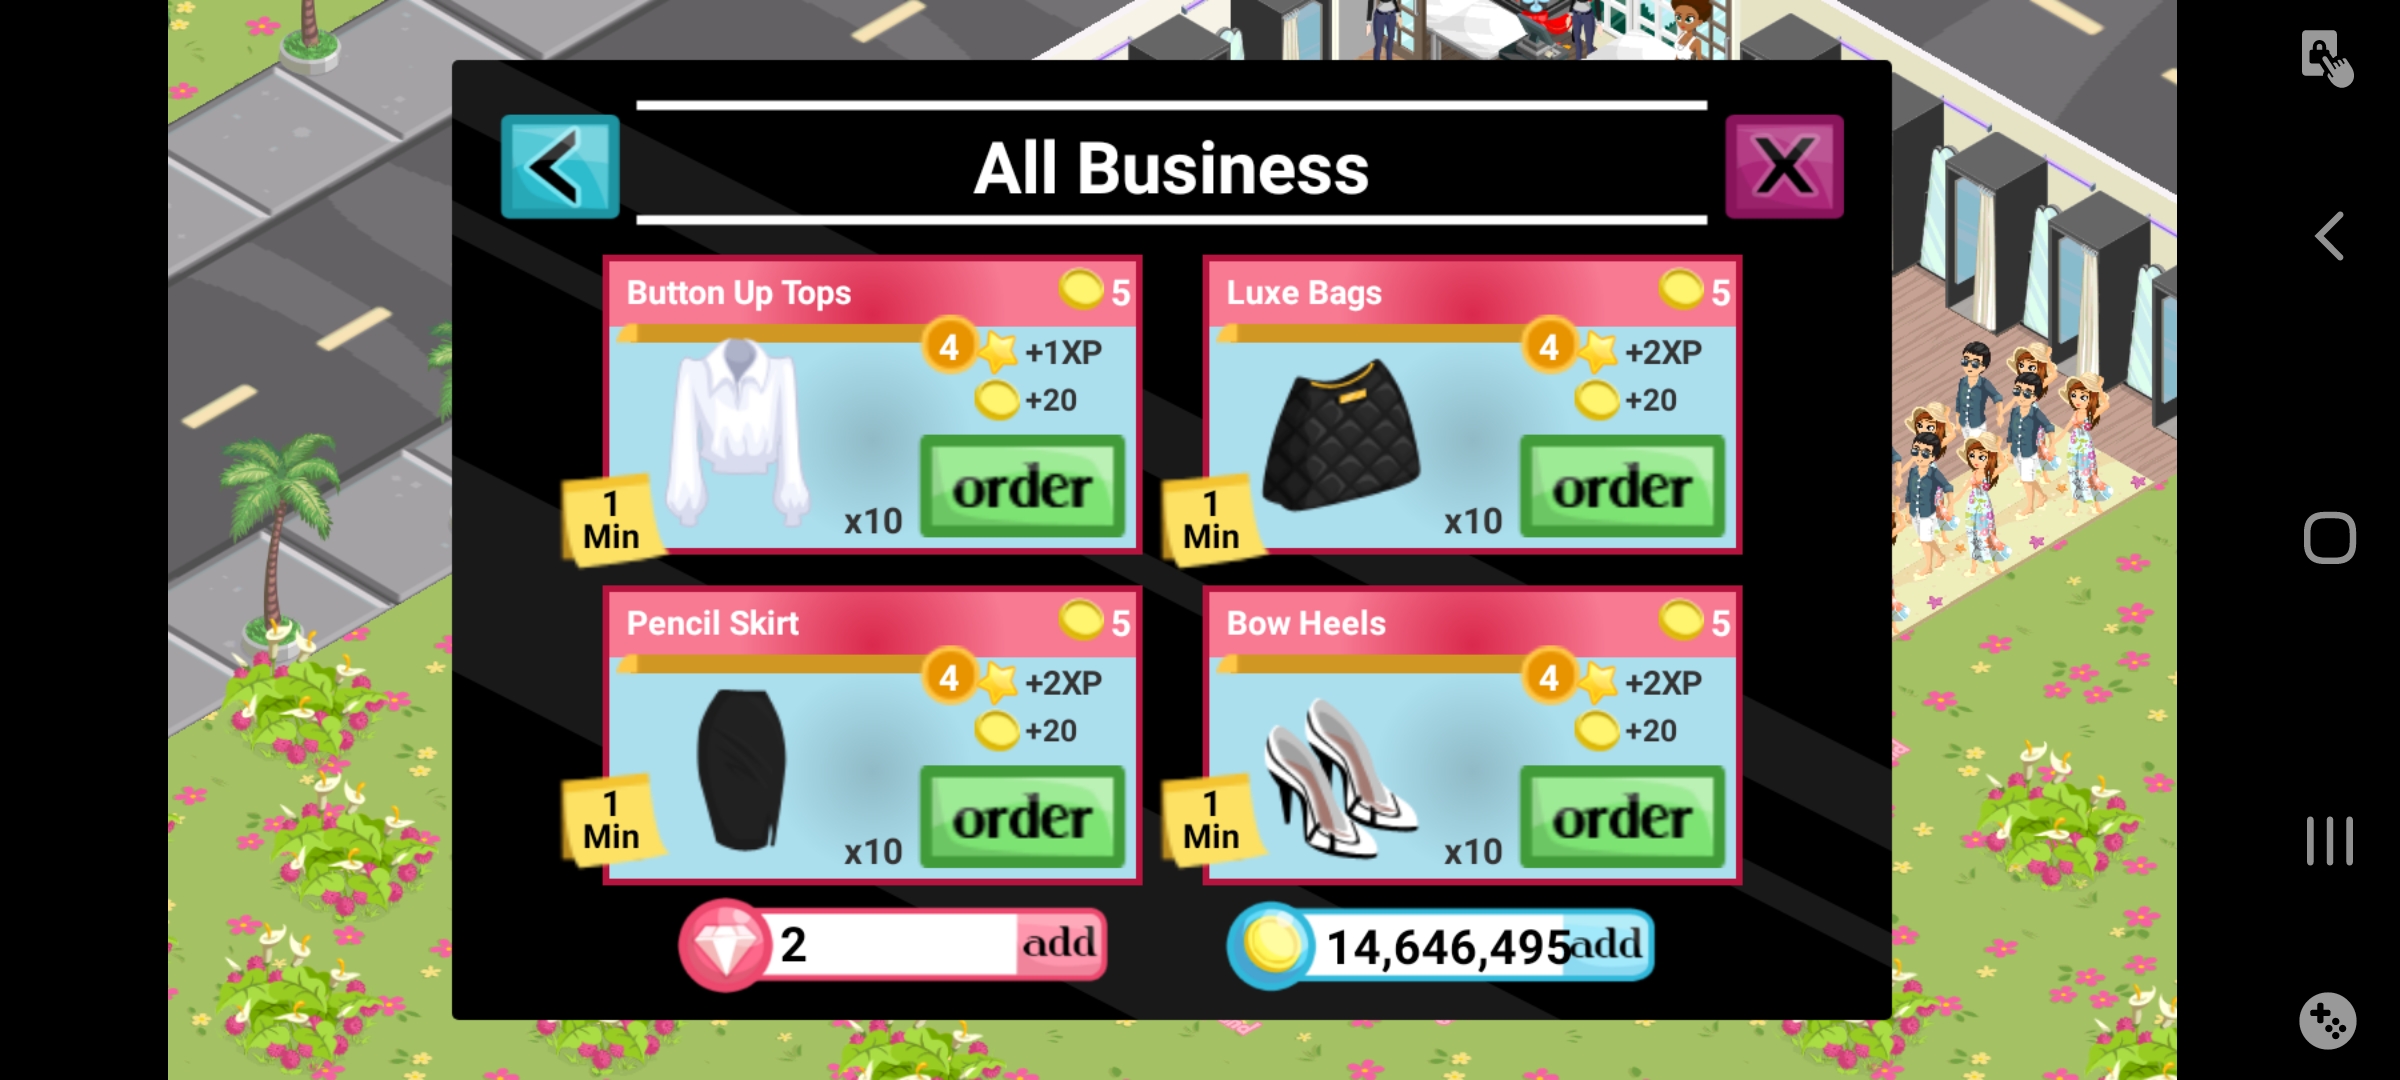 All Business
X
Button Up Tops 5
4 +1XP
+20
1
Min
x10
order
Luxe Bags 5
4 +2XP
+20
1
Min
x10
order
Pencil Skirt 5
4 +2XP
+20
1
Min
x10
order
Bow Heels 5
4 +2XP
+20
1
Min
x10
order
2 add
14,646,495 add